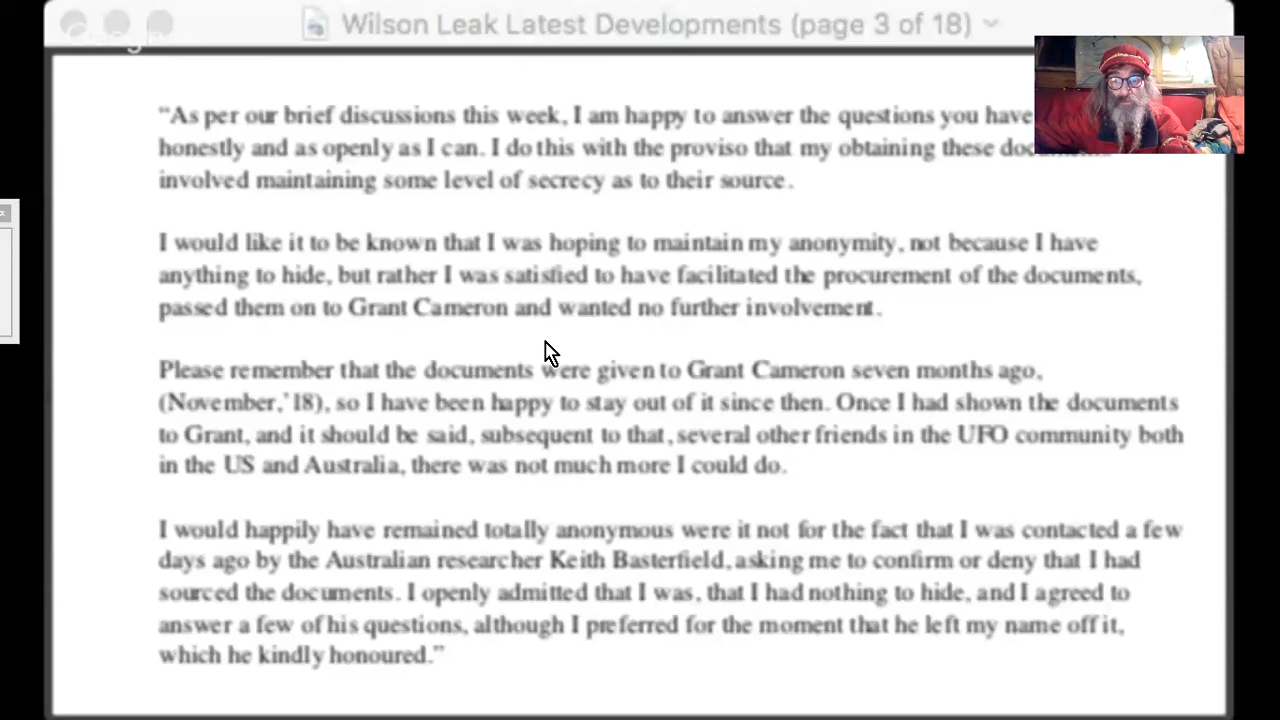 Wilson Leak Latest Developments (page 3 of 18)
“As per our brief discussions this week, I am happy to answer the questions you have
honestly and as openly as I can. I do this with the proviso that my obtaining these
involved maintaining some level of secrecy as to their source.
I would like it to be known that I was hoping to maintain my anonymity, not because I have
anything to hide, but rather I was satisfied to have facilitated the procurement of the documents,
passed them on to Grant Cameron and wanted no further involvement.
Please remember that the documents were given to Grant Cameron seven months ago,
(November,’18), so I have been happy to stay out of it since then. Once I had shown the documents
to Grant, and it should be said, subsequent to that, several other friends in the UFO community both
in the US and Australia, there was not much more I could do.
I would happily have remained totally anonymous were it not for the fact that I was contacted a few
days ago by the Australian researcher Keith Basterfield, asking me to confirm or deny that I had
sourced the documents. I openly admitted that I was, that I had nothing to hide, and I agreed to
answer a few of his questions, although I preferred for the moment that he left my name off it,
which he kindly honoured.”